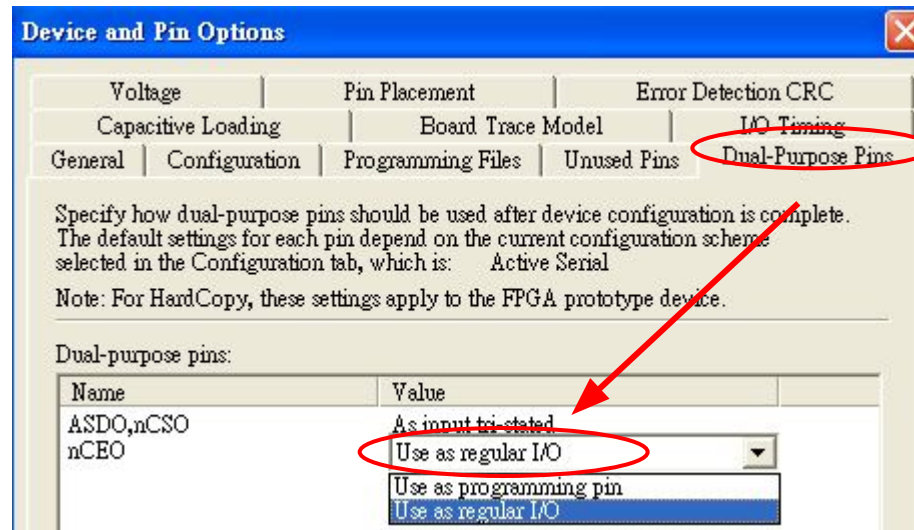 Device and Pin Options
Voltage
Pin Placement
Error Detection CRC
Capacitive Loading
Board Trace Model
I/O Timing
General
Configuration
Programming Files
Unused Pins
Dual-Purpose Pins
Specify how dual-purpose pins should be used after device configuration is complete.
The default settings for each pin depend on the current configuration scheme
selected in the Configuration tab, which is: Active Serial
Note: For HardCopy, these settings apply to the FPGA prototype device.
Dual-purpose pins:
Name Value
ASDO,nCSO As input tri-stated
nCEO Use as regular I/O
Use as programming pin
Use as regular I/O